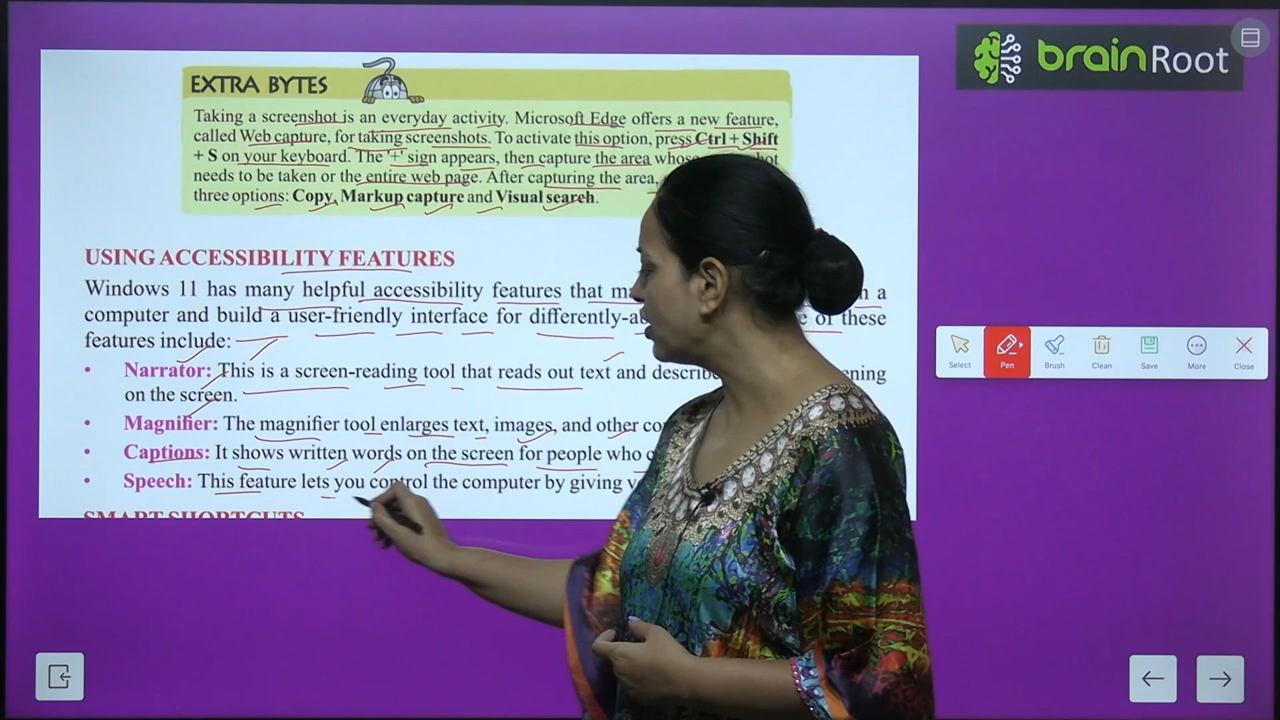 brainRoot
EXTRA BYTES
Taking a screenshot is an everyday activity. Microsoft Edge offers a new feature,
called Web capture, for taking screenshots. To activate this option, press Ctrl + Shift
+ S on your keyboard. The '+' sign appears, then capture the area
needs to be taken or the entire web page. After capturing the area,
three options: Copy, Markup capture and Visual search.
USING ACCESSIBILITY FEATURES
Windows 11 has many helpful accessibility features that a
computer and build a user-friendly interface for of these
features include:
• Narrator: This is a screen-reading tool that reads out text and
on the screen.
• Magnifier: The magnifier tool enlarges text, images, and other
• Captions: It shows written words on the screen for people who
• Speech: This feature lets you control the computer by giving
SMART SHORTCUTS
Select
Pen
Brush
Clean
Save
More
Close